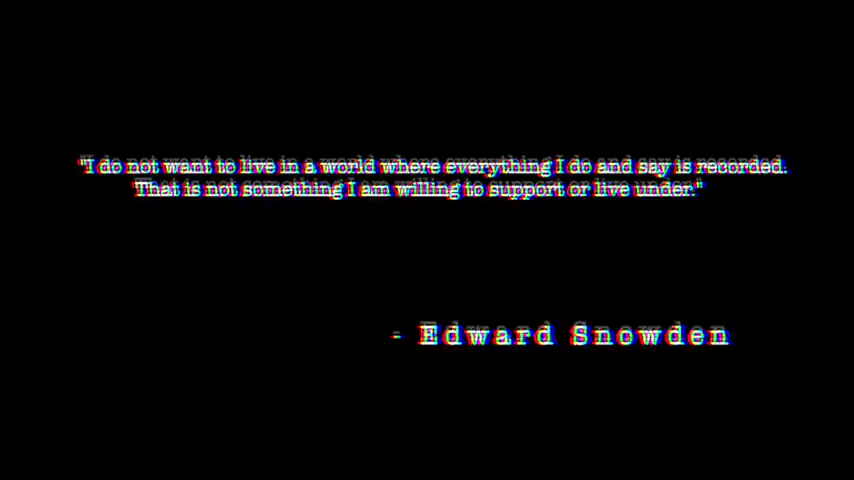 "I do not want to live in a world where everything I do and say is recorded.
That is not something I am willing to support or live under."
- Edward Snowden